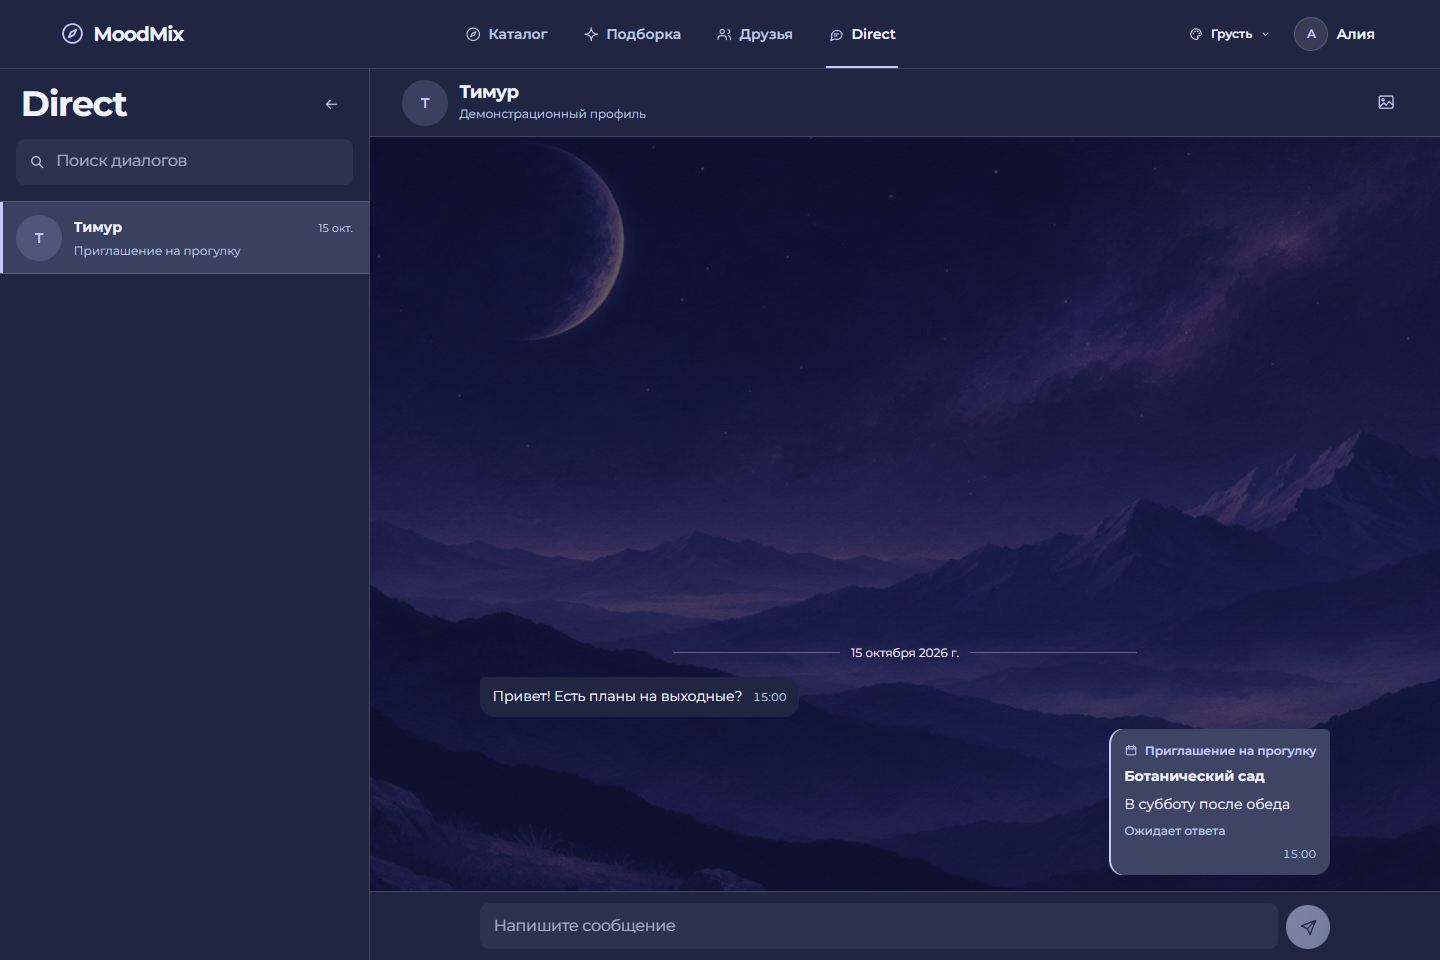 MoodMix
Каталог
Подборка
Друзья
Direct
Грусть
А
Алия
Direct
Поиск диалогов
Т
Тимур
15 окт.
Приглашение на прогулку
Т
Тимур
Демонстрационный профиль
15 октября 2026 г.
Привет! Есть планы на выходные? 15:00
Приглашение на прогулку
Ботанический сад
В субботу после обеда
Ожидает ответа
15:00
Напишите сообщение